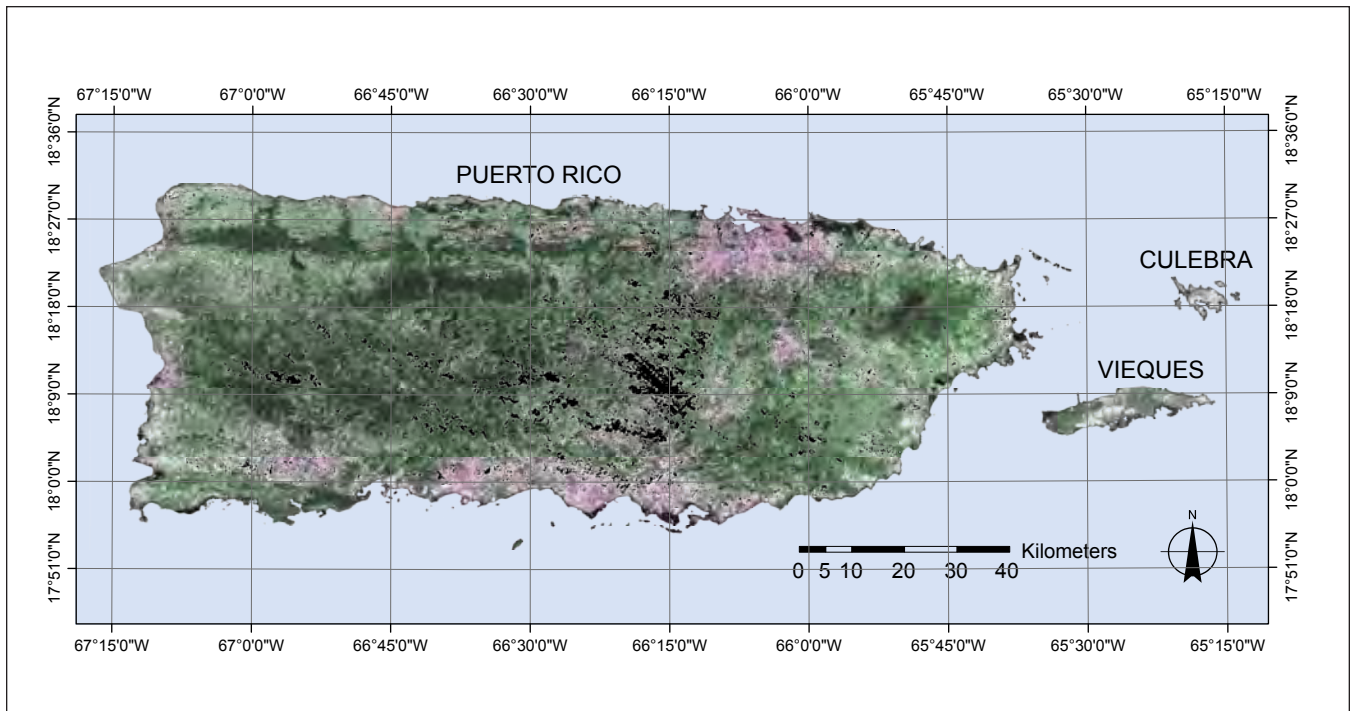 67°15'0"W 67°0'0"W 66°45'0"W 66°30'0"W 66°15'0"W 66°0'0"W 65°45'0"W 65°30'0"W 65°15'0"W
18°36'0"N 18°36'0"N
PUERTO RICO
18°27'0"N 18°27'0"N
CULEBRA
18°18'0"N 18°18'0"N
VIEQUES
18°9'0"N 18°9'0"N
18°0'0"N 18°0'0"N
N
Kilometers
0 5 10 20 30 40
17°51'0"N 17°51'0"N
67°15'0"W 67°0'0"W 66°45'0"W 66°30'0"W 66°15'0"W 66°0'0"W 65°45'0"W 65°30'0"W 65°15'0"W